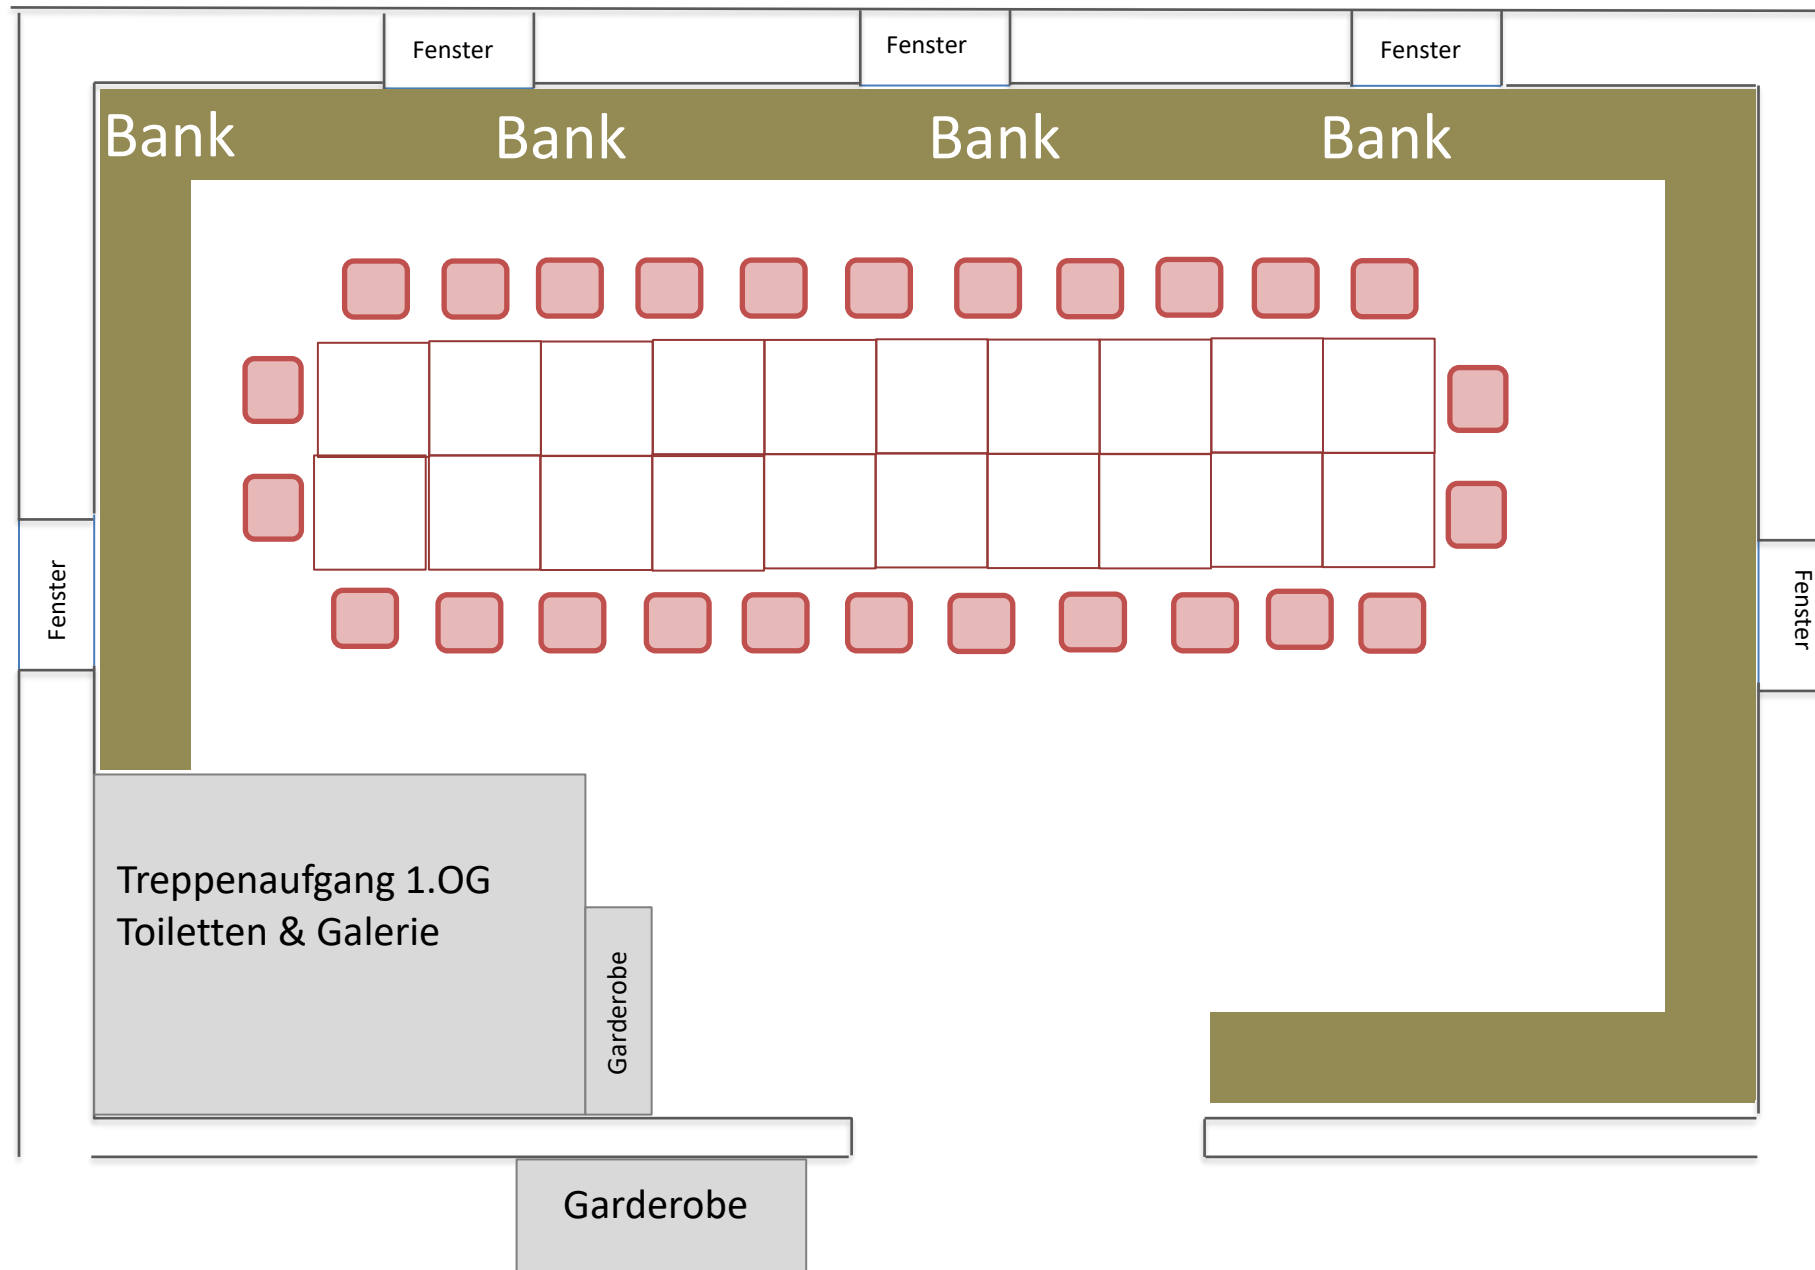 Fenster
Fenster
Fenster
Bank
Bank
Bank
Bank
Fenster
Fenster
Treppenaufgang 1.OG
Toiletten & Galerie
Garderobe
Garderobe